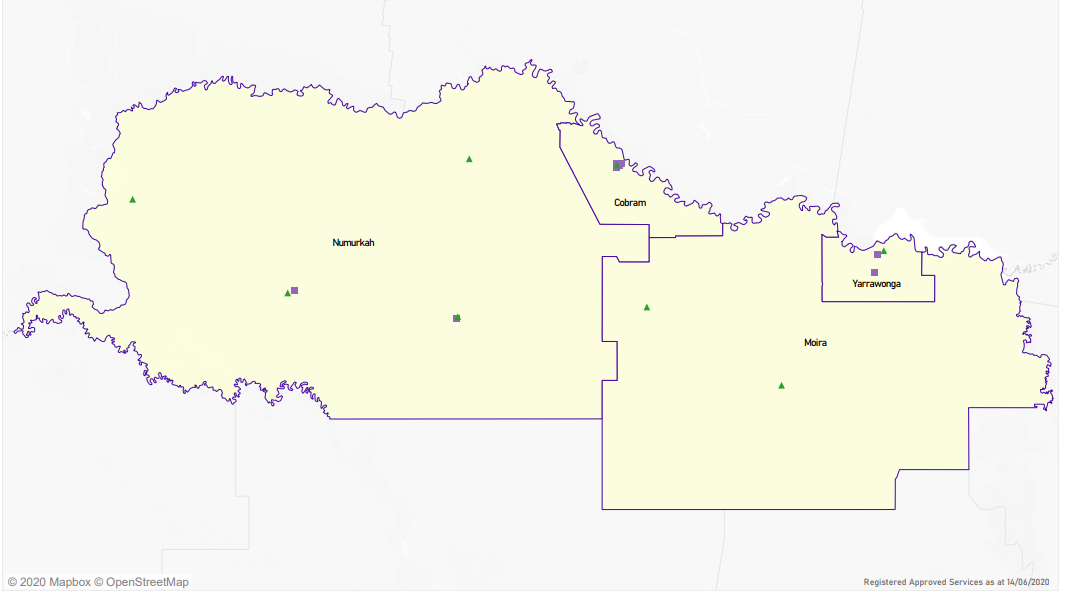 Cobram
Numurkah
Yarrawonga
Moira
© 2020 Mapbox © OpenStreetMap
Registered Approved Services as at 14/06/2020